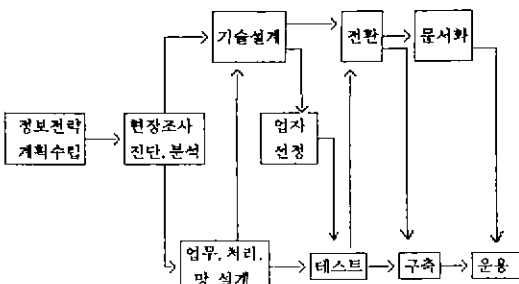 기술설계
전환
문서화
정보전략
계획수립
현장조사
진단, 분석
업자
선정
업무, 처리,
망 설계
테스트
구축
운용